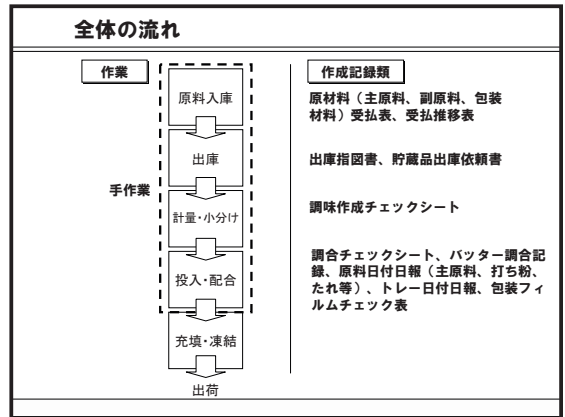 全体の流れ
作業
作成記録類
原料入庫
原材料（主原料、副原料、包装
材料）受払表、受払推移表
出庫
出庫指図書、貯蔵品出庫依頼書
手作業
計量・小分け
調味作成チェックシート
投入・配合
調合チェックシート、バッター調合記
録、原料日付日報（主原料、打ち粉、
たれ等）、トレー日付日報、包装フィ
ルムチェック表
充填・凍結
出荷